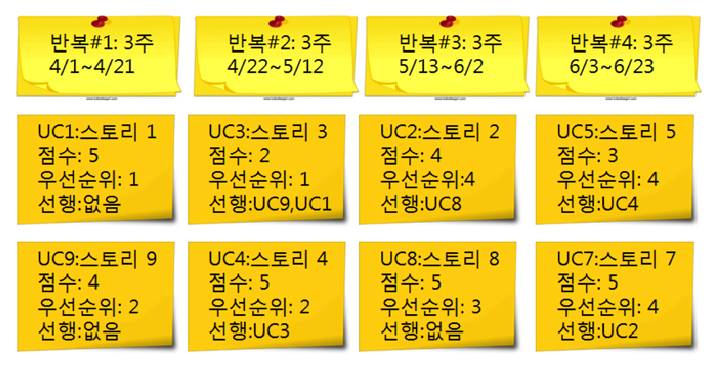 반복#1: 3주
4/1~4/21
반복#2: 3주
4/22~5/12
반복#3: 3주
5/13~6/2
반복#4: 3주
6/3~6/23
UC1:스토리 1
점수: 5
우선순위: 1
선행:없음
UC3:스토리 3
점수: 2
우선순위: 1
선행:UC9,UC1
UC2:스토리 2
점수: 4
우선순위:4
선행:UC8
UC5:스토리 5
점수: 3
우선순위: 4
선행:UC4
UC9:스토리 9
점수: 4
우선순위: 2
선행:없음
UC4:스토리 4
점수: 5
우선순위: 2
선행:UC3
UC8:스토리 8
점수: 5
우선순위: 3
선행:없음
UC7:스토리 7
점수: 5
우선순위: 4
선행:UC2